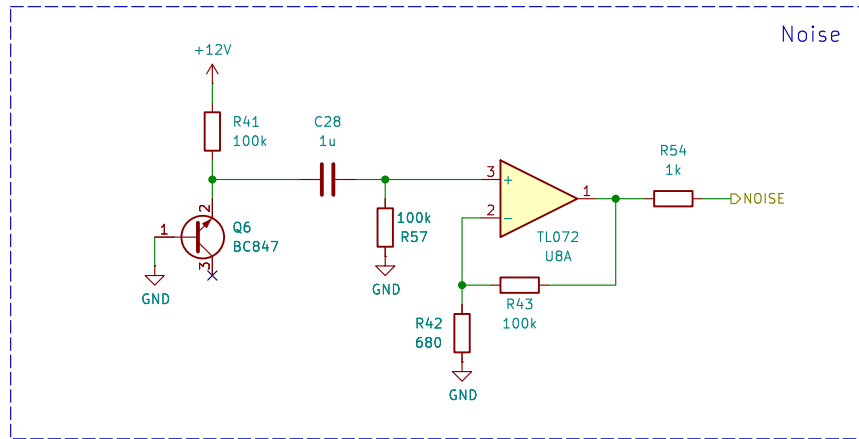 Noise
+12V
R41
100k
C28
1u
R54
1k
3
+
1
NOISE
2
−
2
1
Q6
BC847
3
100k
R57
TL072
U8A
GND
GND
R43
100k
R42
680
GND